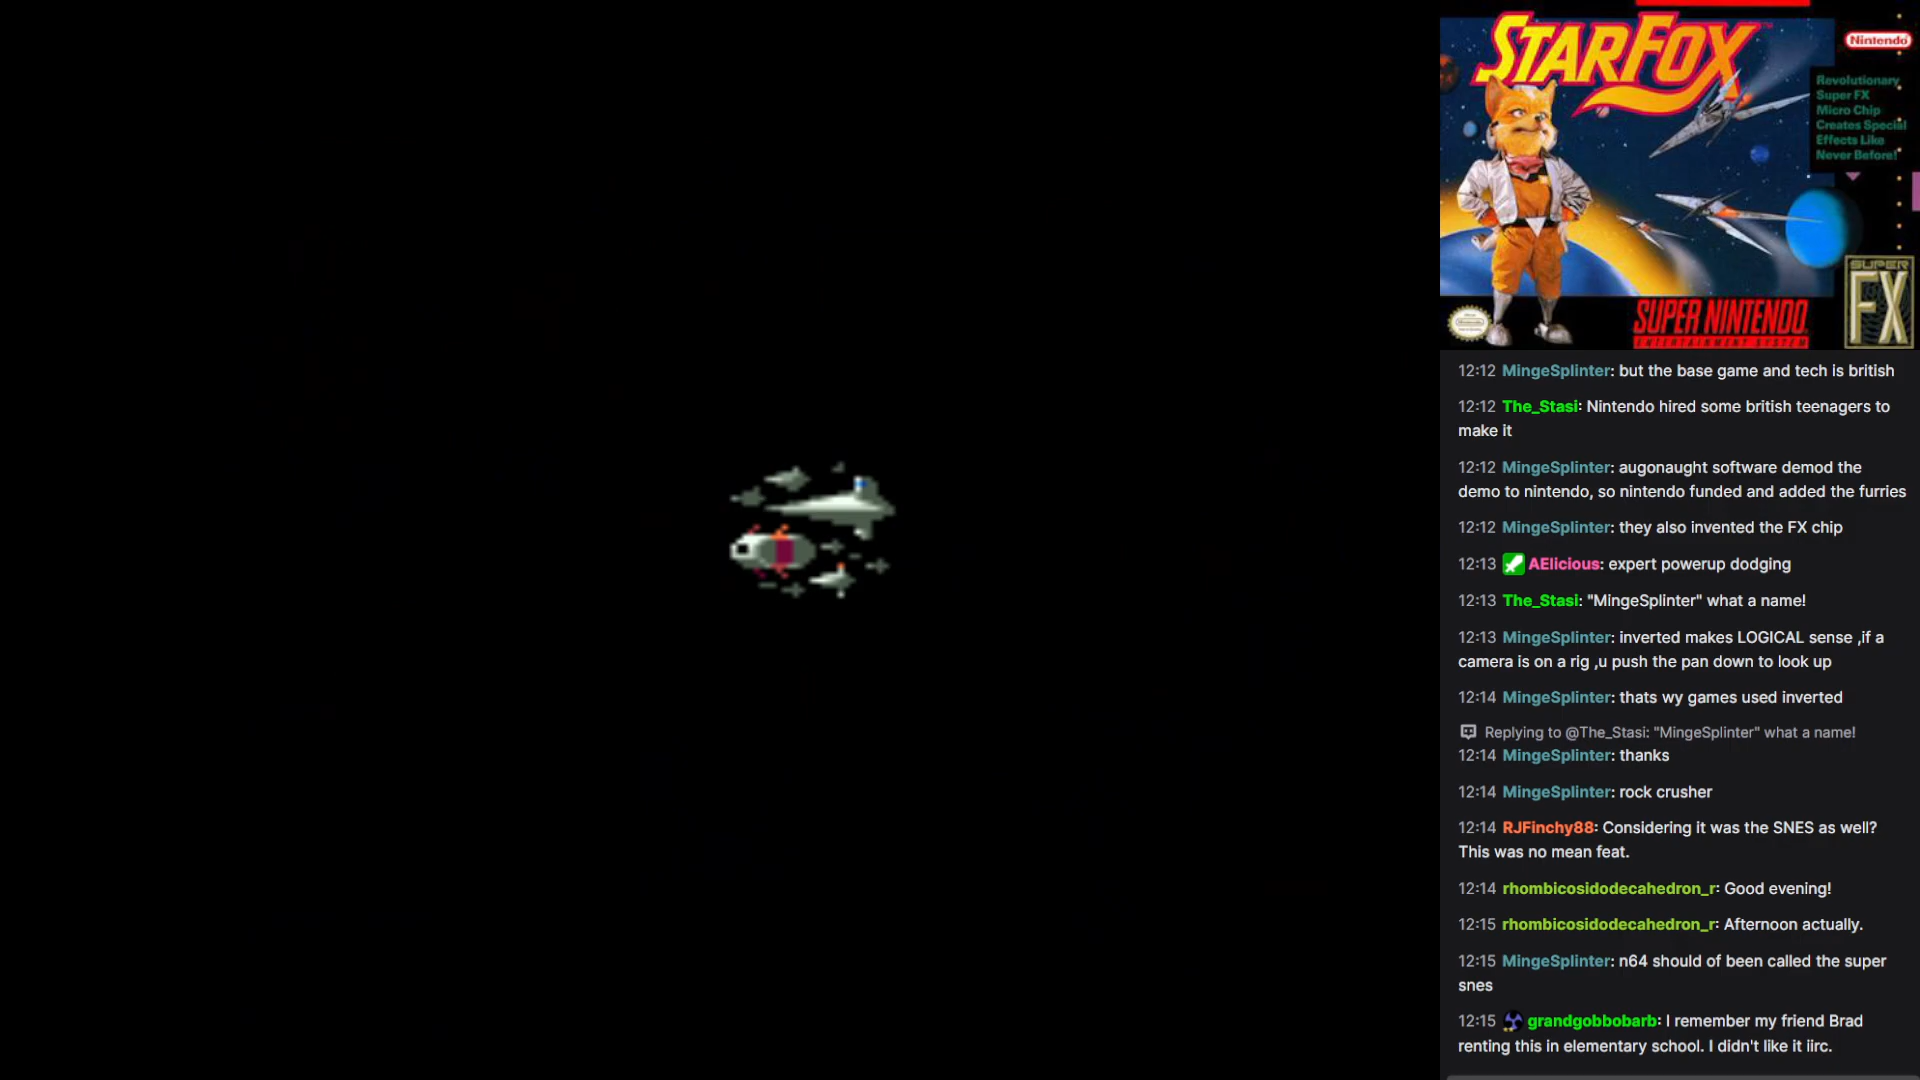 STARFOX
Nintendo
Revolutionary
Super FX
Micro Chip
Creates Special
Effects Like
Never Before!
SUPER
FX
SUPER NINTENDO
ENTERTAINMENT SYSTEM
12:12 MingeSplinter: but the base game and tech is british
12:12 The_Stasi: Nintendo hired some british teenagers to
make it
12:12 MingeSplinter: augonaught software demod the
demo to nintendo, so nintendo funded and added the furries
12:12 MingeSplinter: they also invented the FX chip
12:13 AElicious: expert powerup dodging
12:13 The_Stasi: "MingeSplinter" what a name!
12:13 MingeSplinter: inverted makes LOGICAL sense ,if a
camera is on a rig ,u push the pan down to look up
12:14 MingeSplinter: thats wy games used inverted
Replying to @The_Stasi: "MingeSplinter" what a name!
12:14 MingeSplinter: thanks
12:14 MingeSplinter: rock crusher
12:14 RJFinchy88: Considering it was the SNES as well?
This was no mean feat.
12:14 rhombicosidodecahedron_r: Good evening!
12:15 rhombicosidodecahedron_r: Afternoon actually.
12:15 MingeSplinter: n64 should of been called the super
snes
12:15 grandgobbobarb: I remember my friend Brad
renting this in elementary school. I didn't like it iirc.